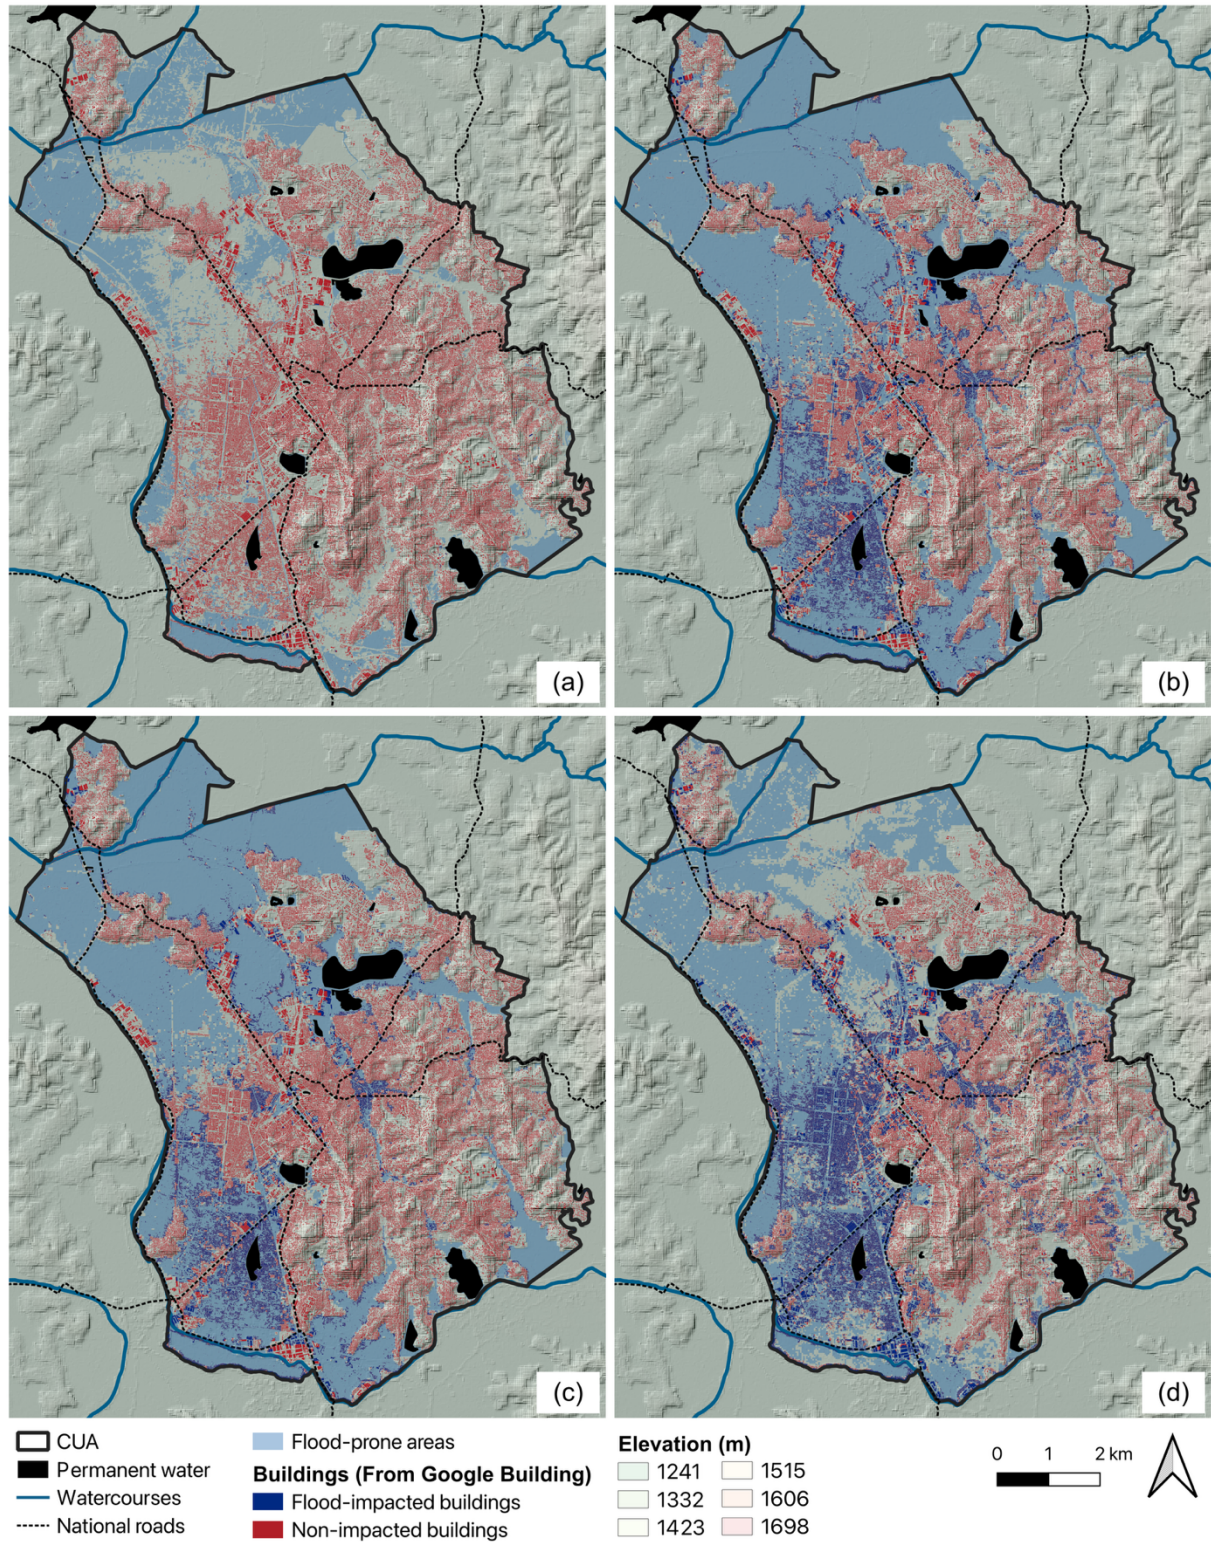 (a)
(b)
(c)
(d)
CUA
Permanent water
Watercourses
National roads
Flood-prone areas
Buildings (From Google Building)
Flood-impacted buildings
Non-impacted buildings
Elevation (m)
1241 1515
1332 1606
1423 1698
0 1 2 km